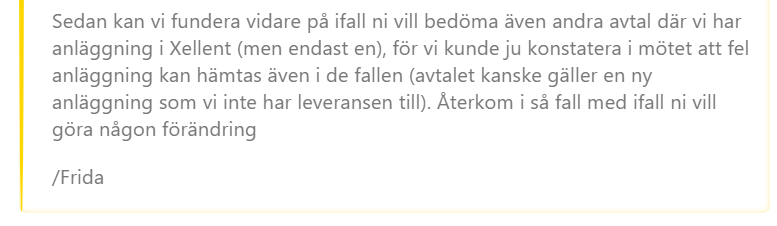 Sedan kan vi fundera vidare på ifall ni vill bedöma även andra avtal där vi har
anläggning i Xellent (men endast en), för vi kunde ju konstatera i mötet att fel
anläggning kan hämtas även i de fallen (avtalet kanske gäller en ny
anläggning som vi inte har leveransen till). Återkom i så fall med ifall ni vill
göra någon förändring
/Frida